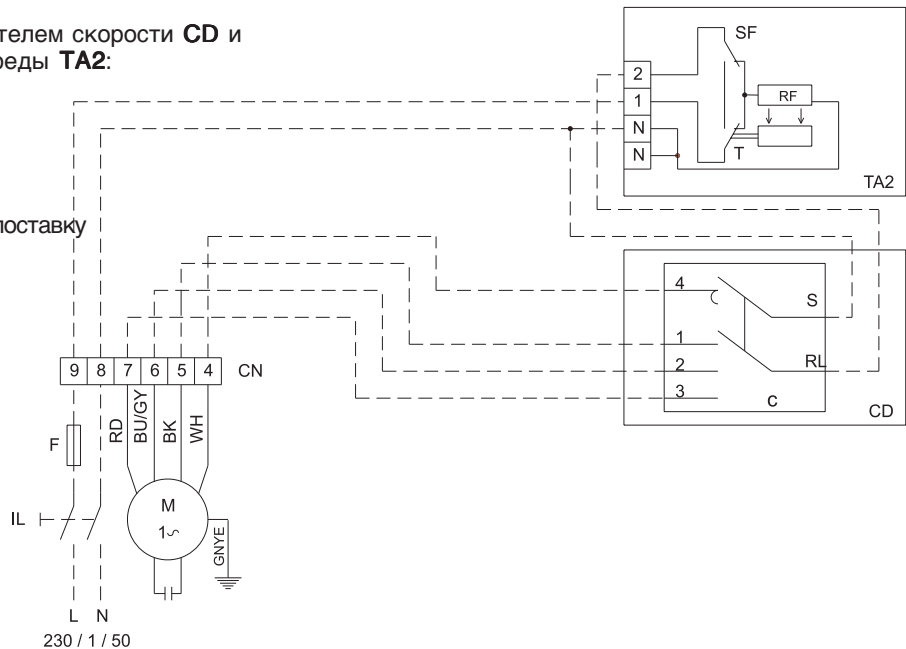 телем скорости CD и
реды TA2:
поставку
SF
2
1
N
N
RF
T
TA2
4
1
2
3
S
RL
c
CD
9 8 7 6 5 4 CN
F
RD
BU/GY
BK
WH
IL
M
1~
GNYE
L N
230 / 1 / 50